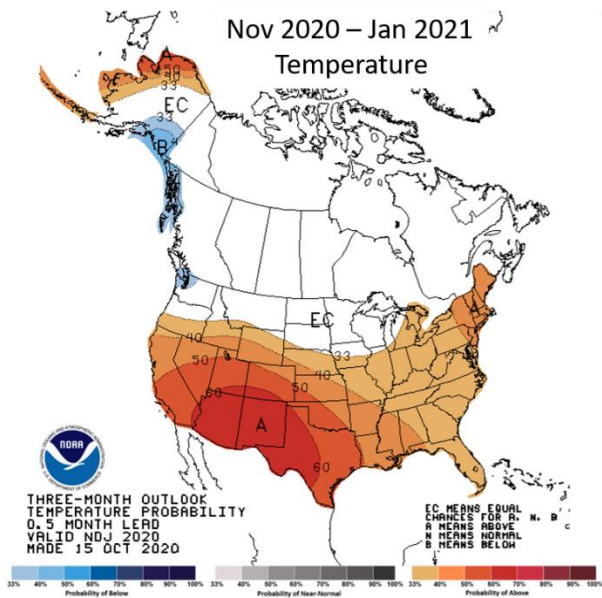 Nov 2020 – Jan 2021
Temperature
A
50
40
33
EC
33
B
EC
A
40
33
50
40
50
60
A
60
NOAA
THREE-MONTH OUTLOOK
TEMPERATURE PROBABILITY
0.5 MONTH LEAD
VALID NDJ 2020
MADE 15 OCT 2020
EC MEANS EQUAL
CHANCES FOR A, N, B
A MEANS ABOVE
N MEANS NORMAL
B MEANS BELOW
33% 40% 50% 60% 70% 80% 90% 100% 33% 40% 50% 60% 70% 80% 90% 100% 33% 40% 50% 60% 70% 80% 90% 100%
Probability of Below Probability of Near-Normal Probability of Above